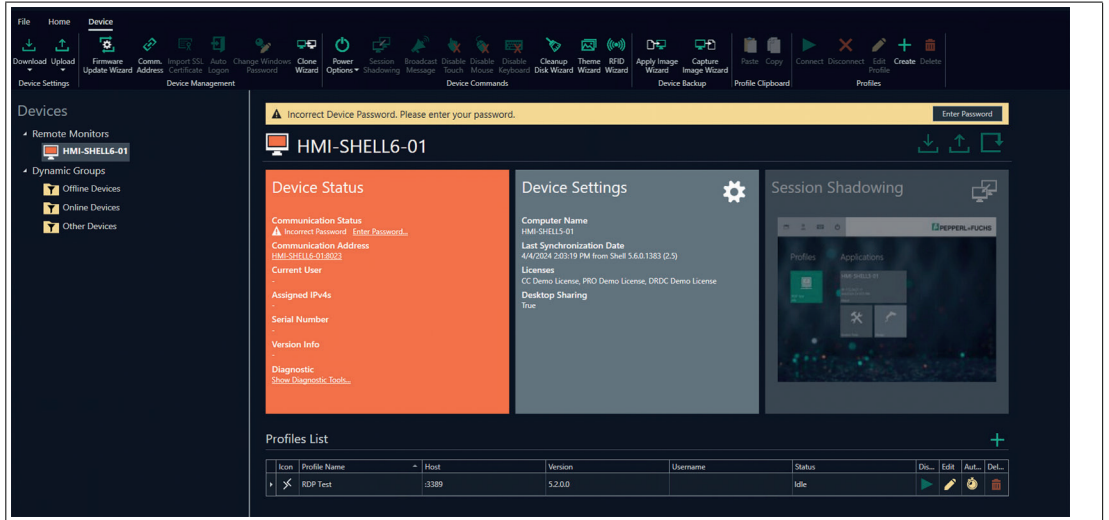 File Home Device
Download Upload Firmware Update Wizard Comm. Address Import SSL Certificate Auto Logon Change Windows Password Clone Wizard Power Options Session Shadowing Broadcast Message Disable Touch Disable Mouse Disable Keyboard Cleanup Disk Wizard Theme Wizard RFID Wizard Apply Image Wizard Capture Image Wizard Paste Copy Connect Disconnect Edit Profile Create Delete
Device Settings Device Management Device Commands Device Backup Profile Clipboard Profiles
Devices
Remote Monitors
HMI-SHELL6-01
Dynamic Groups
Offline Devices
Online Devices
Other Devices
Incorrect Device Password. Please enter your password. Enter Password
HMI-SHELL6-01
Device Status
Communication Status
Incorrect Password Enter Password...
Communication Address
HMI-SHELL6-01:8023
Current User
-
Assigned IPv4s
-
Serial Number
-
Version Info
-
Diagnostic
Show Diagnostic Tools...
Device Settings
Computer Name
HMI-SHELL5-01
Last Synchronization Date
4/4/2024 2:03:19 PM from Shell 5.6.0.1383 (2.5)
Licenses
CC Demo License, PRO Demo License, DRDC Demo License
Desktop Sharing
True
Session Shadowing
PEPPERL+FUCHS
Profiles Applications
Profiles List
Icon Profile Name Host Version Username Status Dis... Edit Aut... Del...
RDP Test :3389 5.2.0.0 Idle